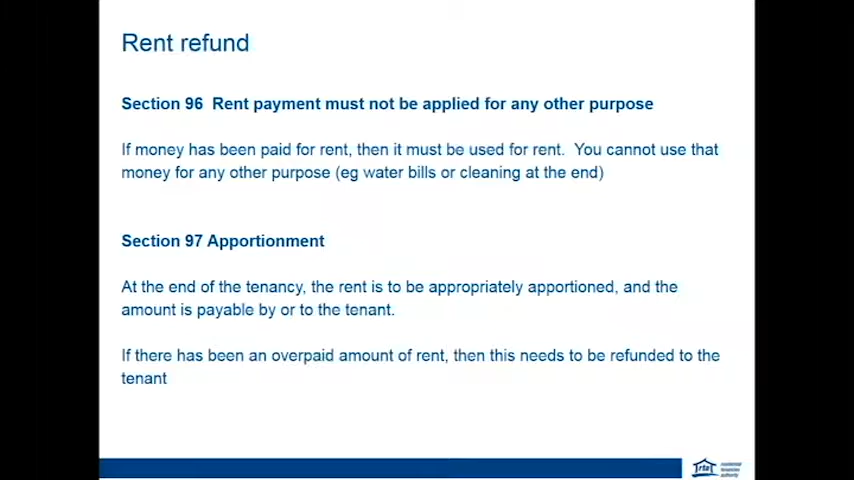 Rent refund
Section 96 Rent payment must not be applied for any other purpose
If money has been paid for rent, then it must be used for rent. You cannot use that
money for any other purpose (eg water bills or cleaning at the end)
Section 97 Apportionment
At the end of the tenancy, the rent is to be appropriately apportioned, and the
amount is payable by or to the tenant.
If there has been an overpaid amount of rent, then this needs to be refunded to the
tenant
rta